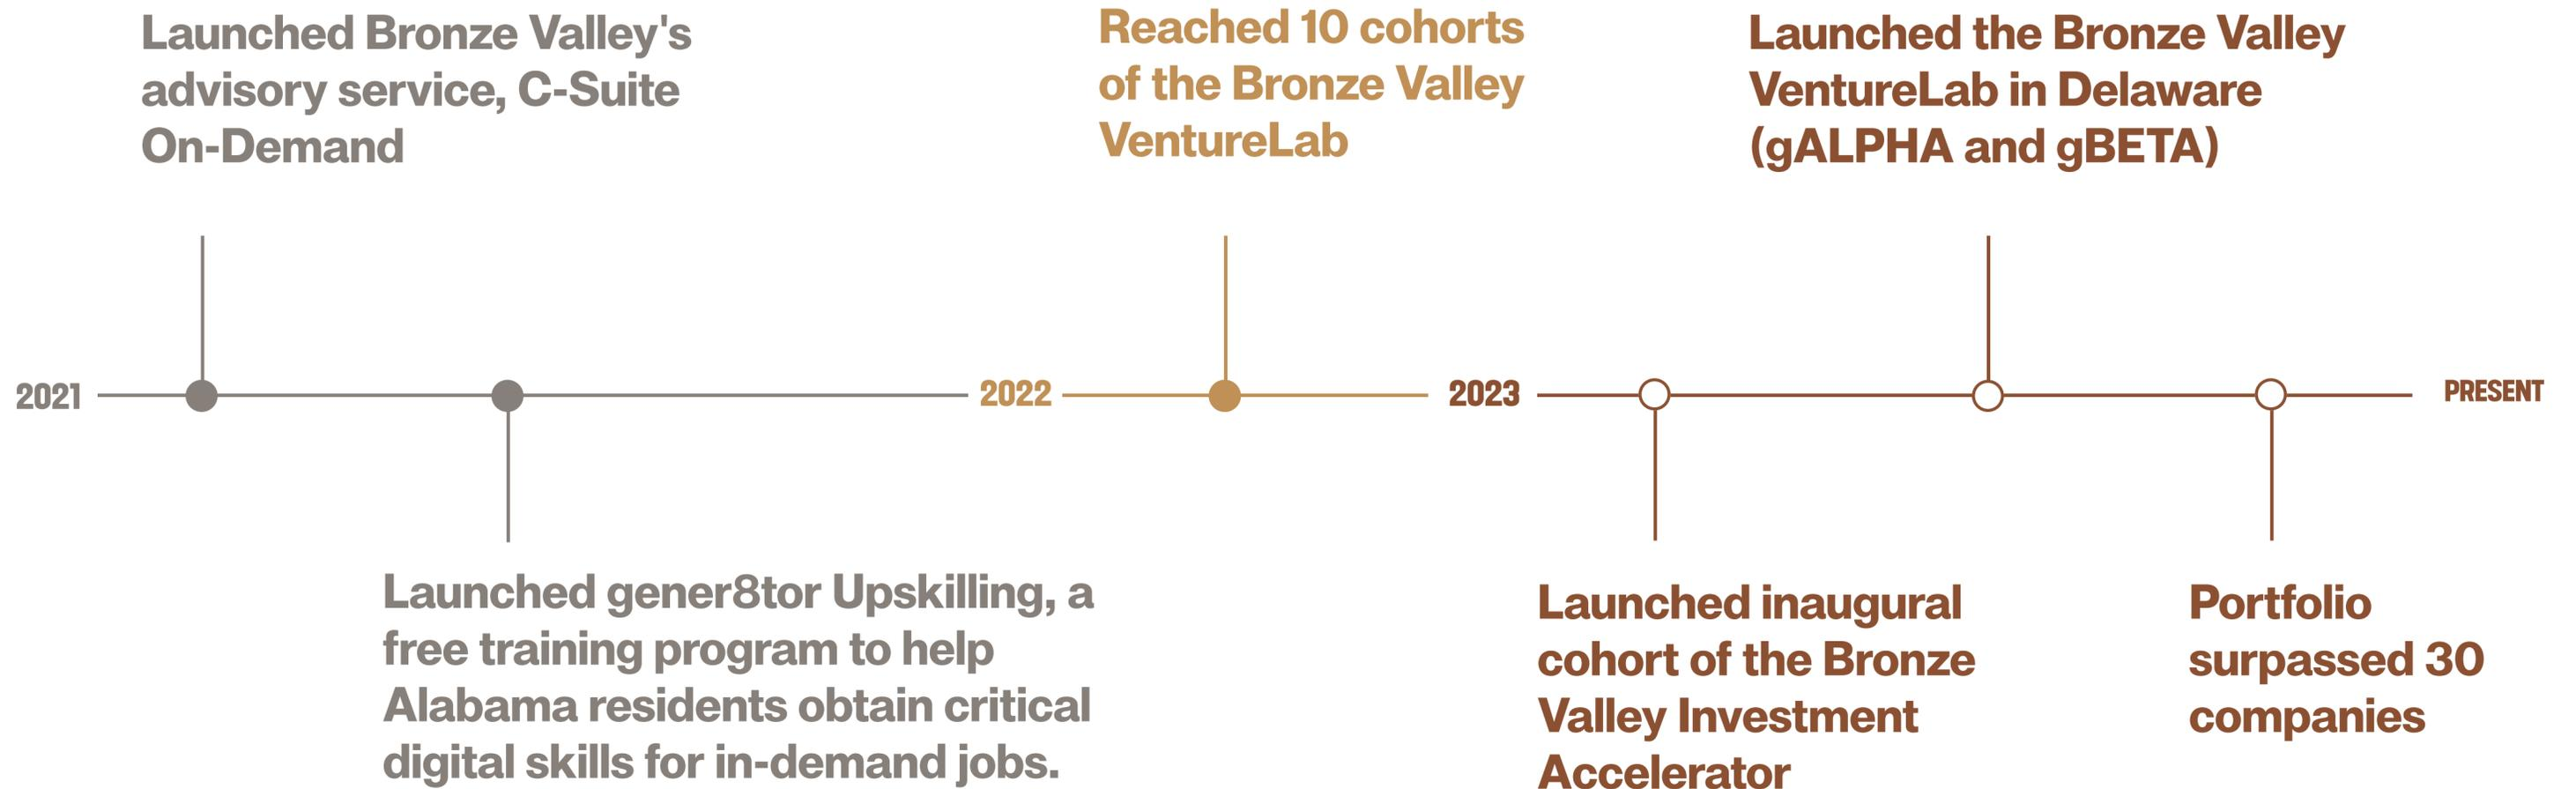 Launched Bronze Valley's
advisory service, C-Suite
On-Demand
Reached 10 cohorts
of the Bronze Valley
VentureLab
Launched the Bronze Valley
VentureLab in Delaware
(gALPHA and gBETA)
2021
2022
2023
PRESENT
Launched gener8tor Upskilling, a
free training program to help
Alabama residents obtain critical
digital skills for in-demand jobs.
Launched inaugural
cohort of the Bronze
Valley Investment
Accelerator
Portfolio
surpassed 30
companies